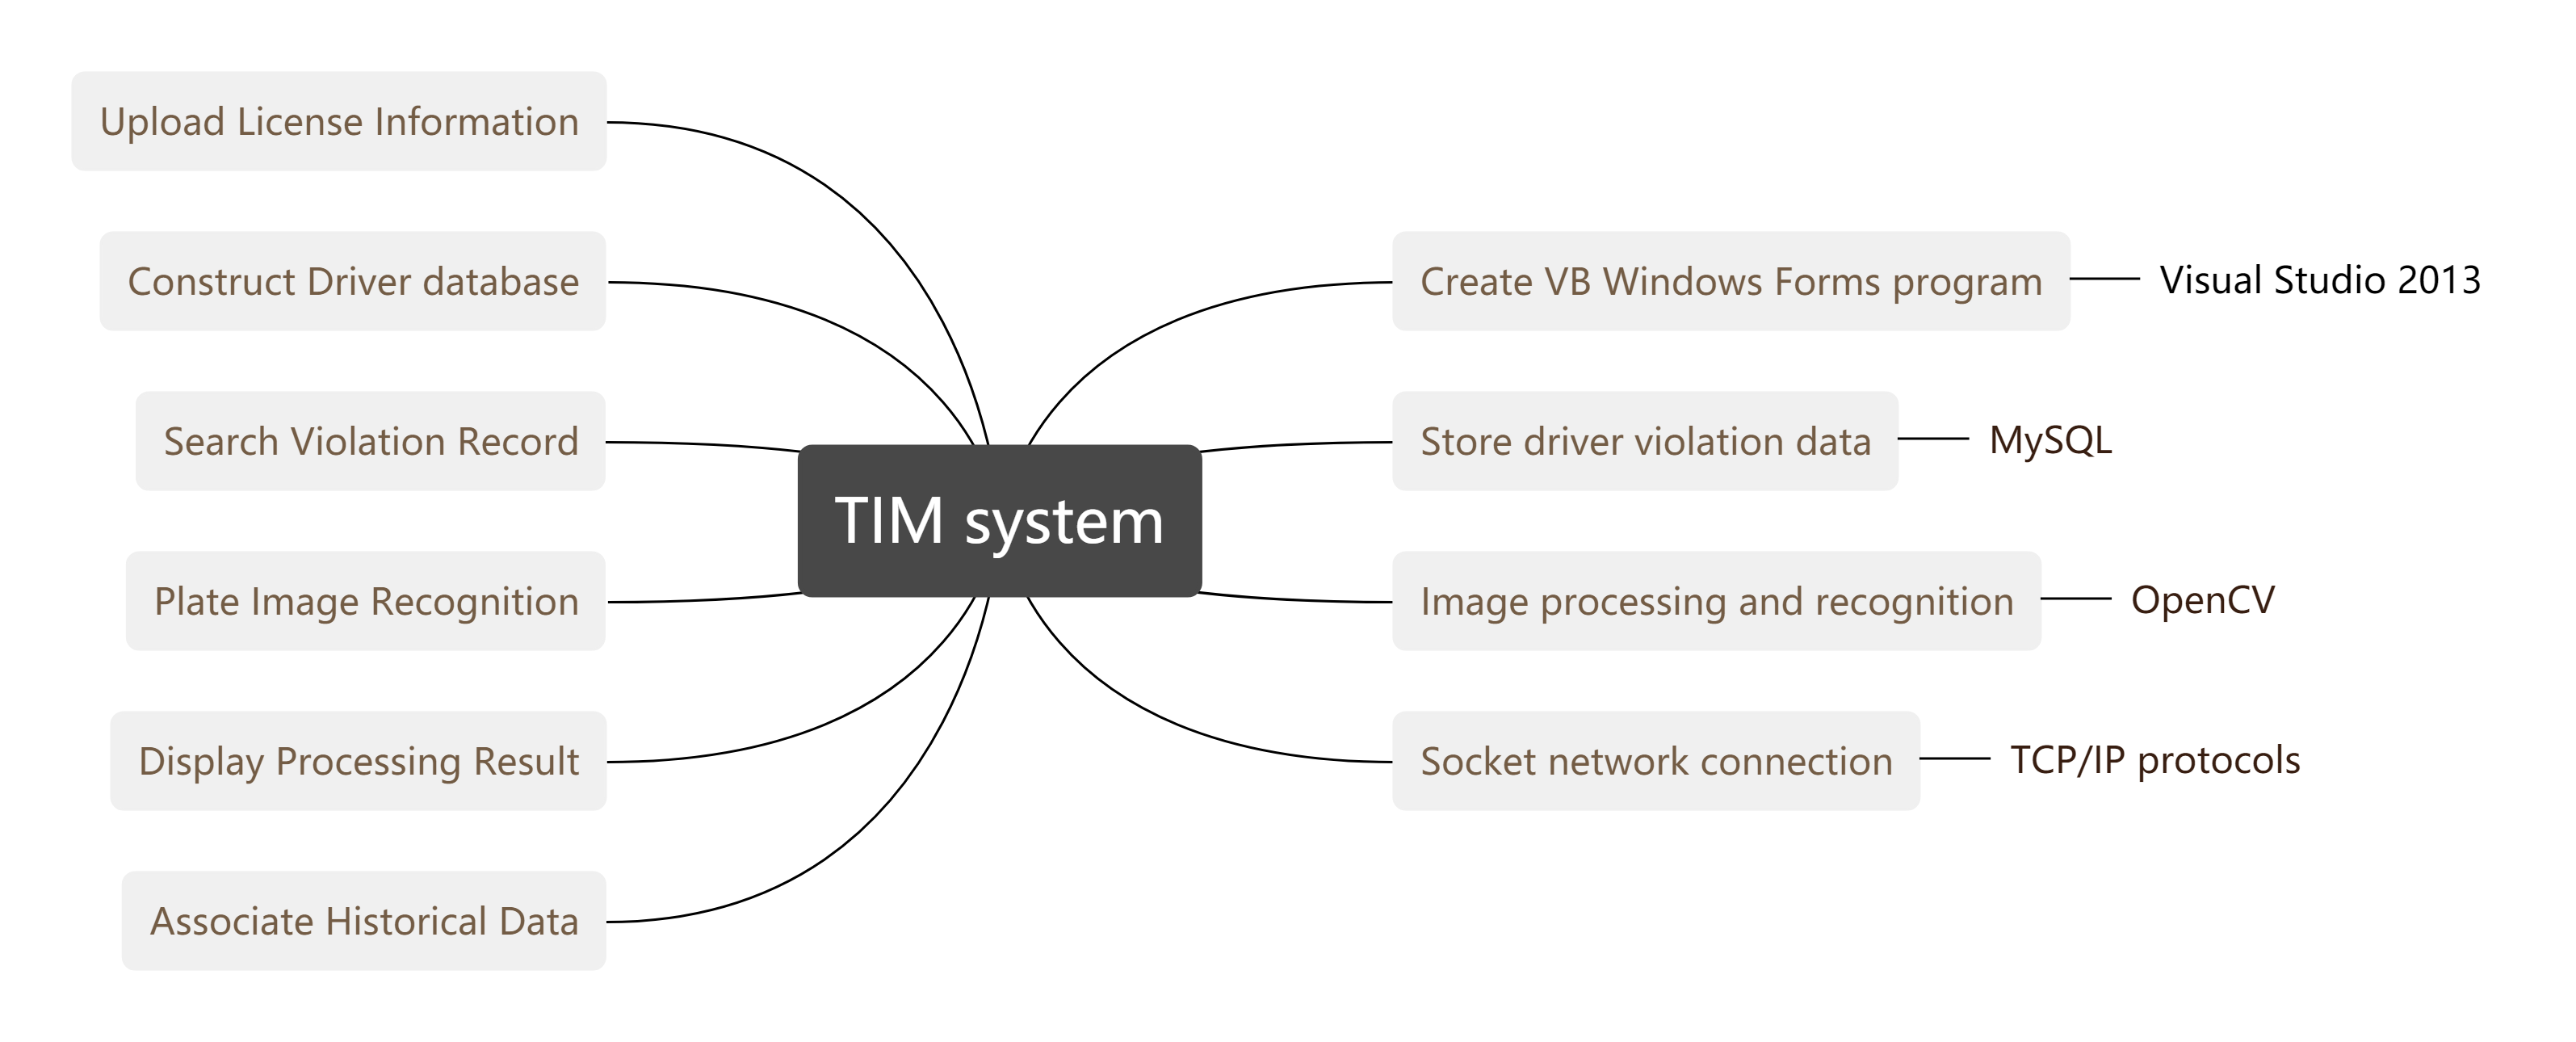 Upload License Information
Construct Driver database
Search Violation Record
Plate Image Recognition
Display Processing Result
Associate Historical Data
TIM system
Create VB Windows Forms program
Visual Studio 2013
Store driver violation data
MySQL
Image processing and recognition
OpenCV
Socket network connection
TCP/IP protocols